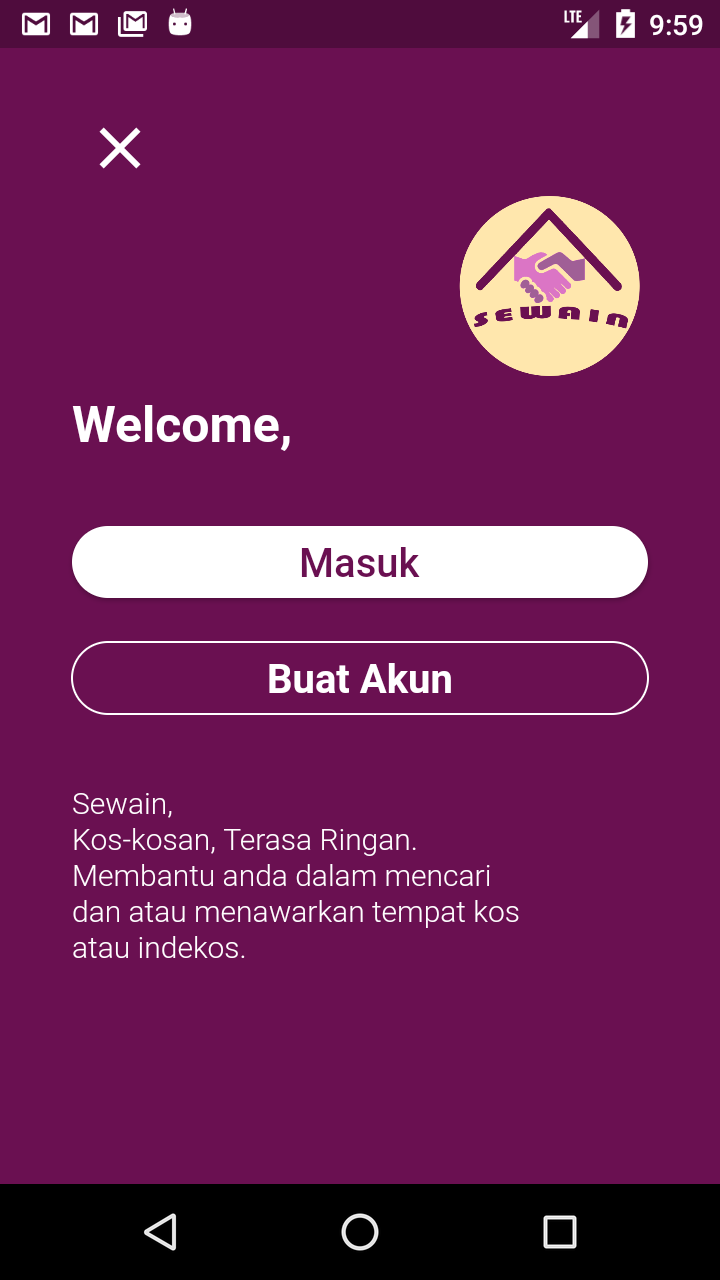 LTE 9:59
SEWAIN
Welcome,
Masuk
Buat Akun
Sewain,
Kos-kosan, Terasa Ringan.
Membantu anda dalam mencari
dan atau menawarkan tempat kos
atau indekos.